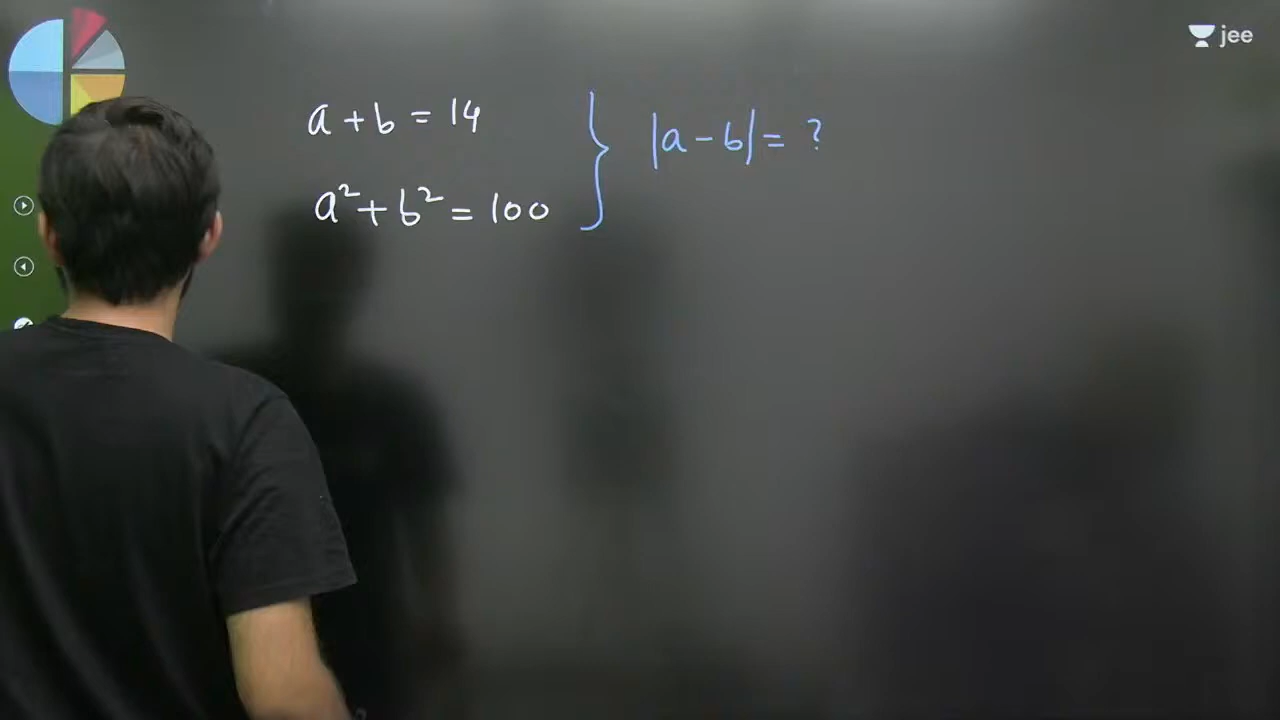 jee
a + b = 14
a² + b² = 100
|a - b| = ?